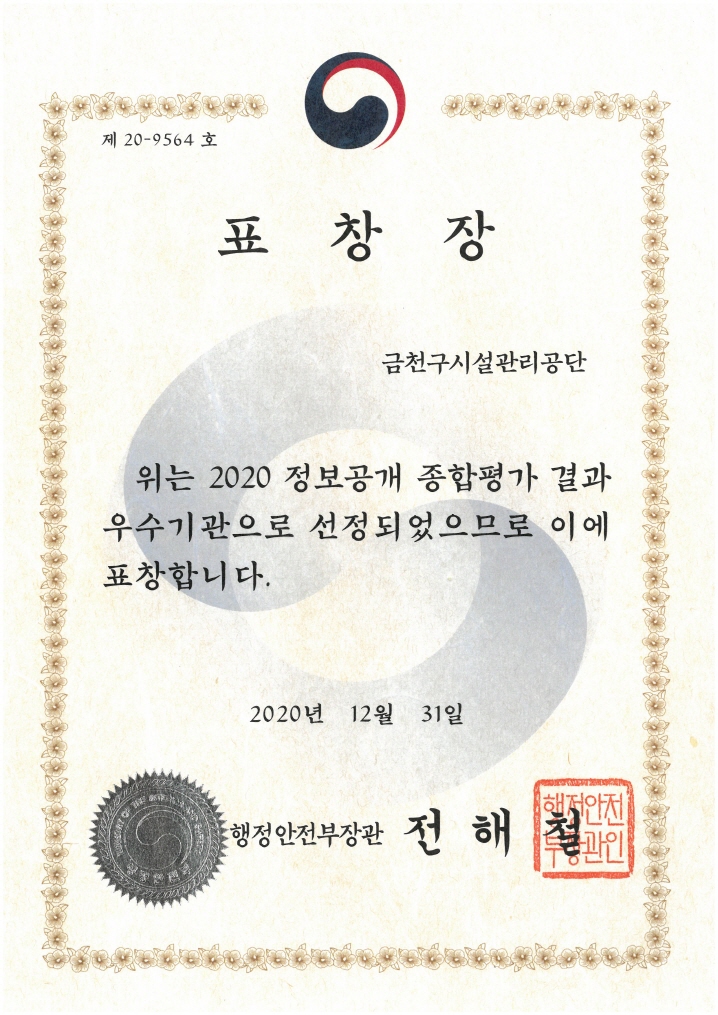 제 20-9564 호
표 창 장
금천구시설관리공단
위는 2020 정보공개 종합평가 결과
우수기관으로 선정되었으므로 이에
표창합니다.
2020년 12월 31일
행정안전부장관 전 해 철
행정안전
부장관인